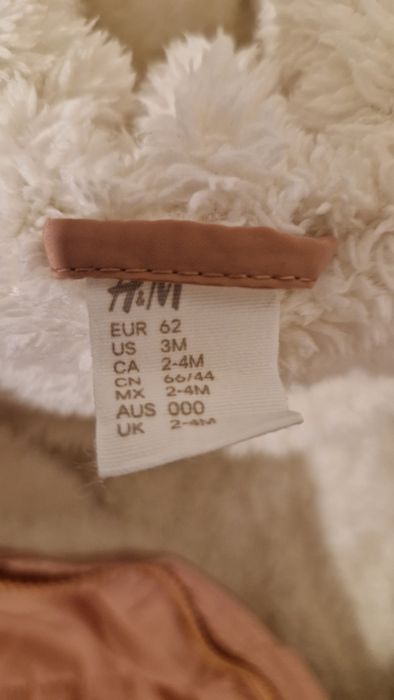 H&M
EUR 62
US 3M
CA 2-4M
CN 66/44
MX 2-4M
AUS 000
UK 2-4M